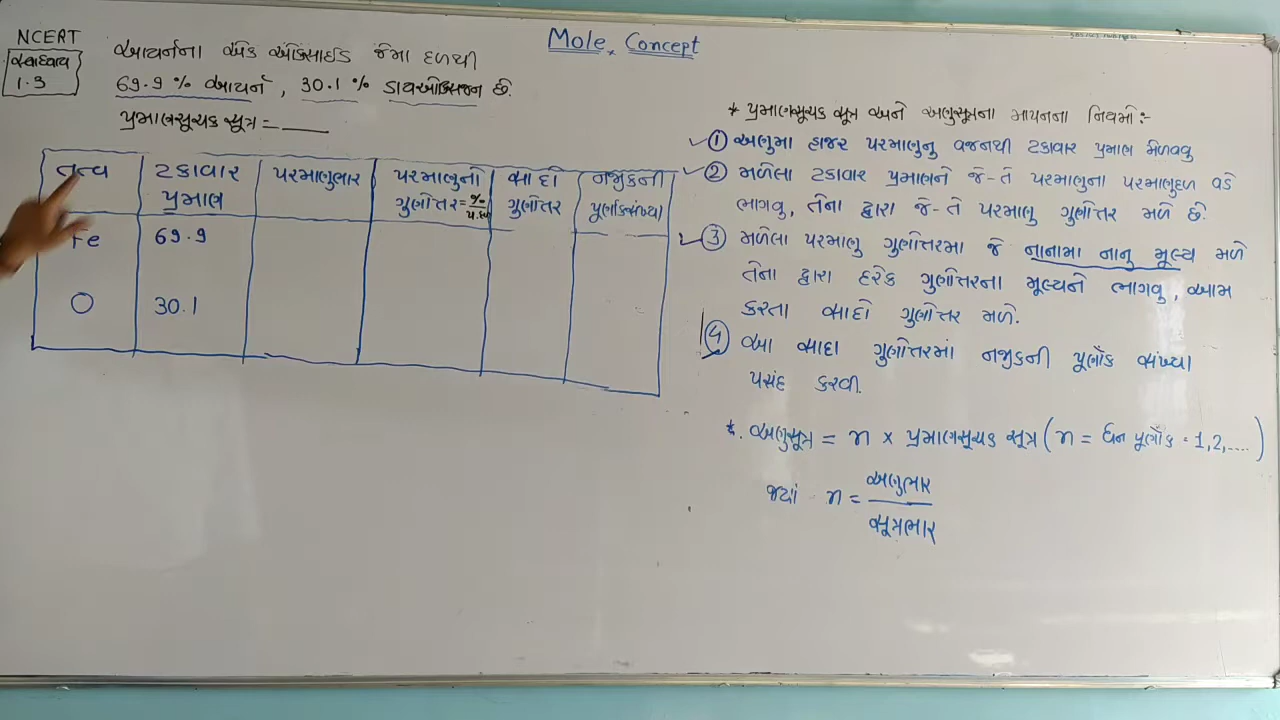 Mole Concept
NCERT
સ્વાધ્યાય
1.3
આયર્નના એક ઓક્સાઇડ જેમા દળથી
69.9 % આયર્ન, 30.1 % ડાયઓક્સિજન છે.
પ્રમાણસૂચક સૂત્ર = ____
તત્વ ટકાવાર પ્રમાણ પરમાણુભાર પરમાણુનો ગુણોત્તર = %/પ.ભા સાદો ગુણોત્તર નજીકની પૂર્ણાંકસંખ્યા
Fe 69.9
O 30.1
* પ્રમાણસૂચક સૂત્ર અને અણુસૂત્રના માપનના નિયમો :-
① અણુમા હાજર પરમાણુનુ વજનથી ટકાવાર પ્રમાણ મેળવવુ
② મળેલા ટકાવાર પ્રમાણને જે-તે પરમાણુના પરમાણુદળ વડે
ભાગવુ, તેના દ્વારા જે-તે પરમાણુ ગુણોત્તર મળે છે.
③ મળેલા પરમાણુ ગુણોત્તરમા જે નાનામા નાનુ મૂલ્ય મળે
તેના દ્વારા દરેક ગુણોત્તરના મૂલ્યને ભાગવુ, આમ
કરતા સાદો ગુણોત્તર મળે.
④ આ સાદા ગુણોત્તરમાં નજીકની પૂર્ણાંક સંખ્યા
પસંદ કરવી.
*. અણુસૂત્ર = n x પ્રમાણસૂચક સૂત્ર (n = ધન પૂર્ણાંક = 1,2,....)
જ્યાં n = અણુભાર
સૂત્રભાર